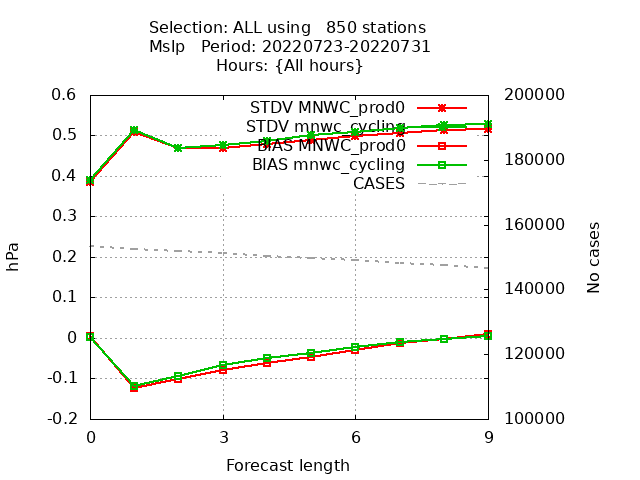 Selection: ALL using   850 stations
Mslp   Period: 20220723-20220731
Hours: {All hours}
0.6
0.5
0.4
0.3
0.2
0.1
0
-0.1
-0.2
hPa
STDV MNWC_prod0
STDV mnwc_cycling
BIAS MNWC_prod0
BIAS mnwc_cycling
CASES
200000
180000
160000
140000
120000
100000
No cases
0 3 6 9
Forecast length